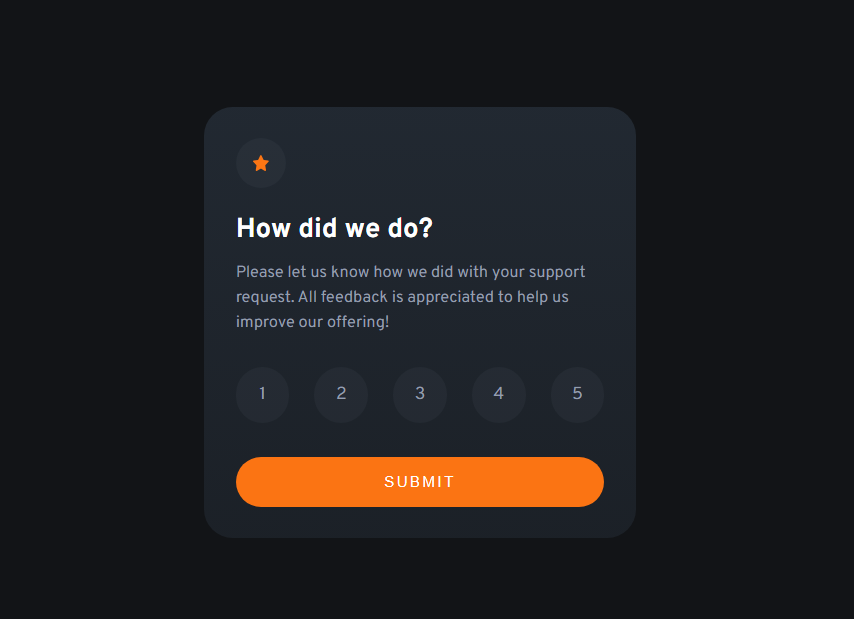 How did we do?
Please let us know how we did with your support
request. All feedback is appreciated to help us
improve our offering!
1 2 3 4 5
SUBMIT